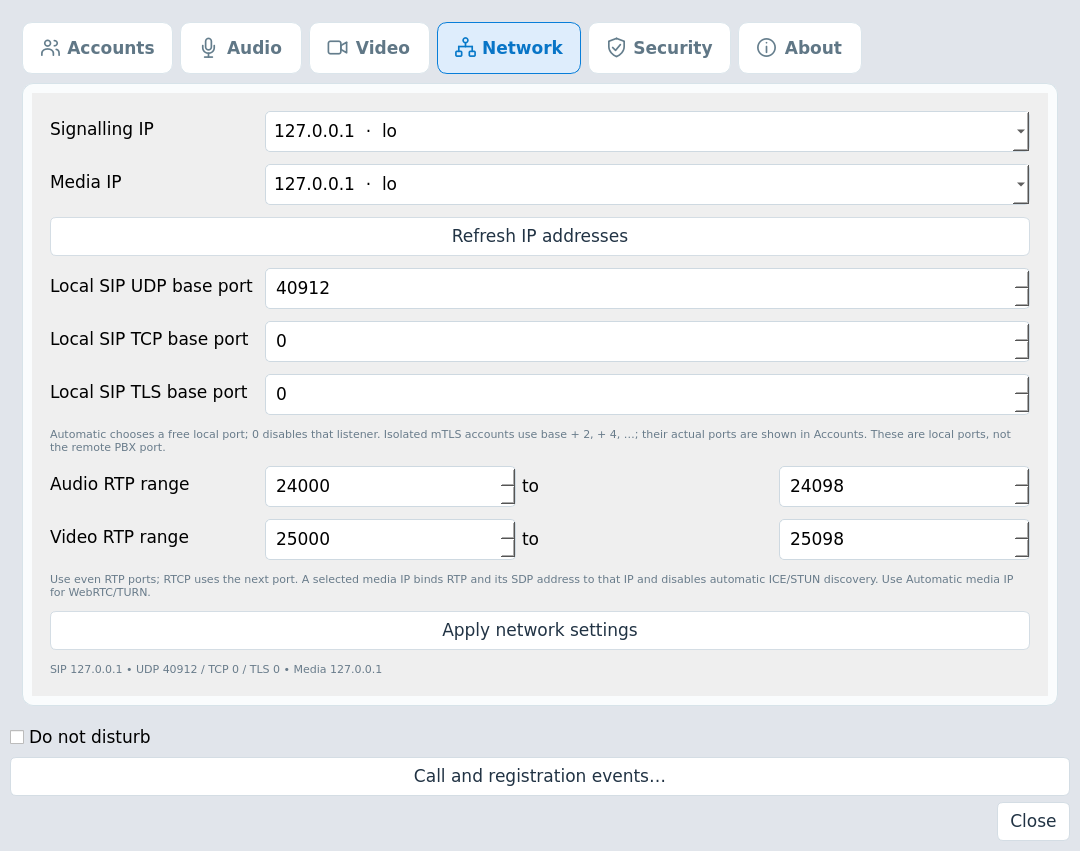 Accounts Audio Video Network Security About
Signalling IP 127.0.0.1 · lo
Media IP 127.0.0.1 · lo
Refresh IP addresses
Local SIP UDP base port 40912
Local SIP TCP base port 0
Local SIP TLS base port 0
Automatic chooses a free local port; 0 disables that listener. Isolated mTLS accounts use base + 2, + 4, ...; their actual ports are shown in Accounts. These are local ports, not
the remote PBX port.
Audio RTP range 24000 to 24098
Video RTP range 25000 to 25098
Use even RTP ports; RTCP uses the next port. A selected media IP binds RTP and its SDP address to that IP and disables automatic ICE/STUN discovery. Use Automatic media IP
for WebRTC/TURN.
Apply network settings
SIP 127.0.0.1 • UDP 40912 / TCP 0 / TLS 0 • Media 127.0.0.1
Do not disturb
Call and registration events...
Close